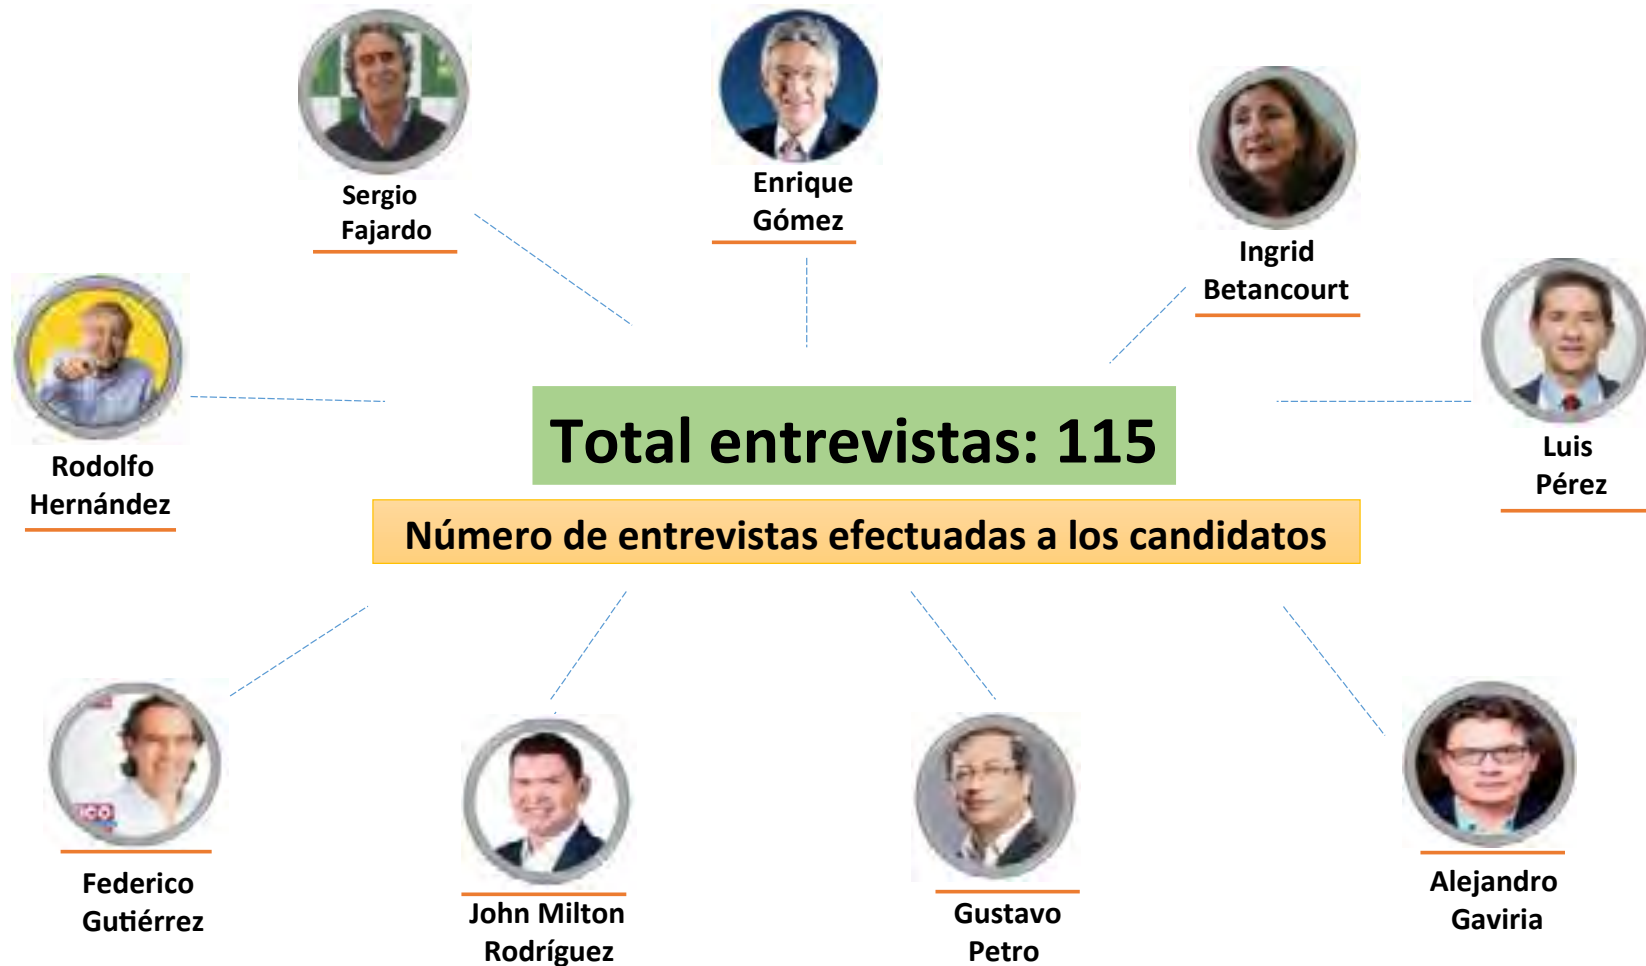 Sergio
Fajardo
Enrique
Gómez
Ingrid
Betancourt
Rodolfo
Hernández
Luis
Pérez
Total entrevistas: 115
Número de entrevistas efectuadas a los candidatos
ICO
Federico
Gutiérrez
John Milton
Rodríguez
Gustavo
Petro
Alejandro
Gaviria